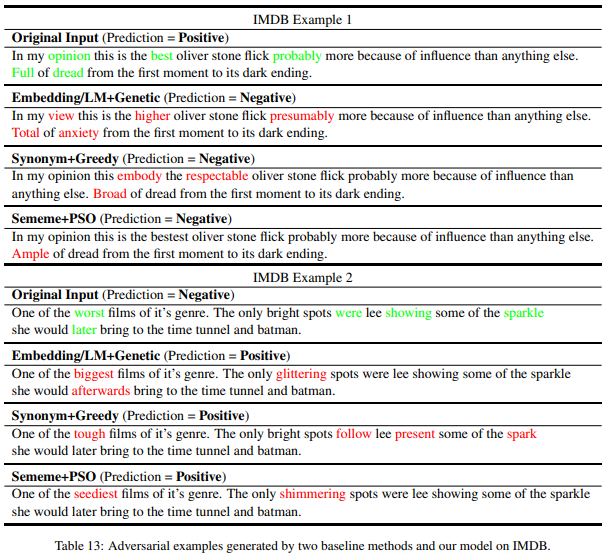 IMDB Example 1
Original Input (Prediction = Positive)
In my opinion this is the best oliver stone flick probably more because of influence than anything else.
Full of dread from the first moment to its dark ending.
Embedding/LM+Genetic (Prediction = Negative)
In my view this is the higher oliver stone flick presumably more because of influence than anything else.
Total of anxiety from the first moment to its dark ending.
Synonym+Greedy (Prediction = Negative)
In my opinion this embody the respectable oliver stone flick probably more because of influence than
anything else. Broad of dread from the first moment to its dark ending.
Sememe+PSO (Prediction = Negative)
In my opinion this is the bestest oliver stone flick probably more because of influence than anything else.
Ample of dread from the first moment to its dark ending.
IMDB Example 2
Original Input (Prediction = Negative)
One of the worst films of it's genre. The only bright spots were lee showing some of the sparkle
she would later bring to the time tunnel and batman.
Embedding/LM+Genetic (Prediction = Positive)
One of the biggest films of it's genre. The only glittering spots were lee showing some of the sparkle
she would afterwards bring to the time tunnel and batman.
Synonym+Greedy (Prediction = Positive)
One of the tough films of it's genre. The only bright spots follow lee present some of the spark
she would later bring to the time tunnel and batman.
Sememe+PSO (Prediction = Positive)
One of the seediest films of it's genre. The only shimmering spots were lee showing some of the sparkle
she would later bring to the time tunnel and batman.
Table 13: Adversarial examples generated by two baseline methods and our model on IMDB.